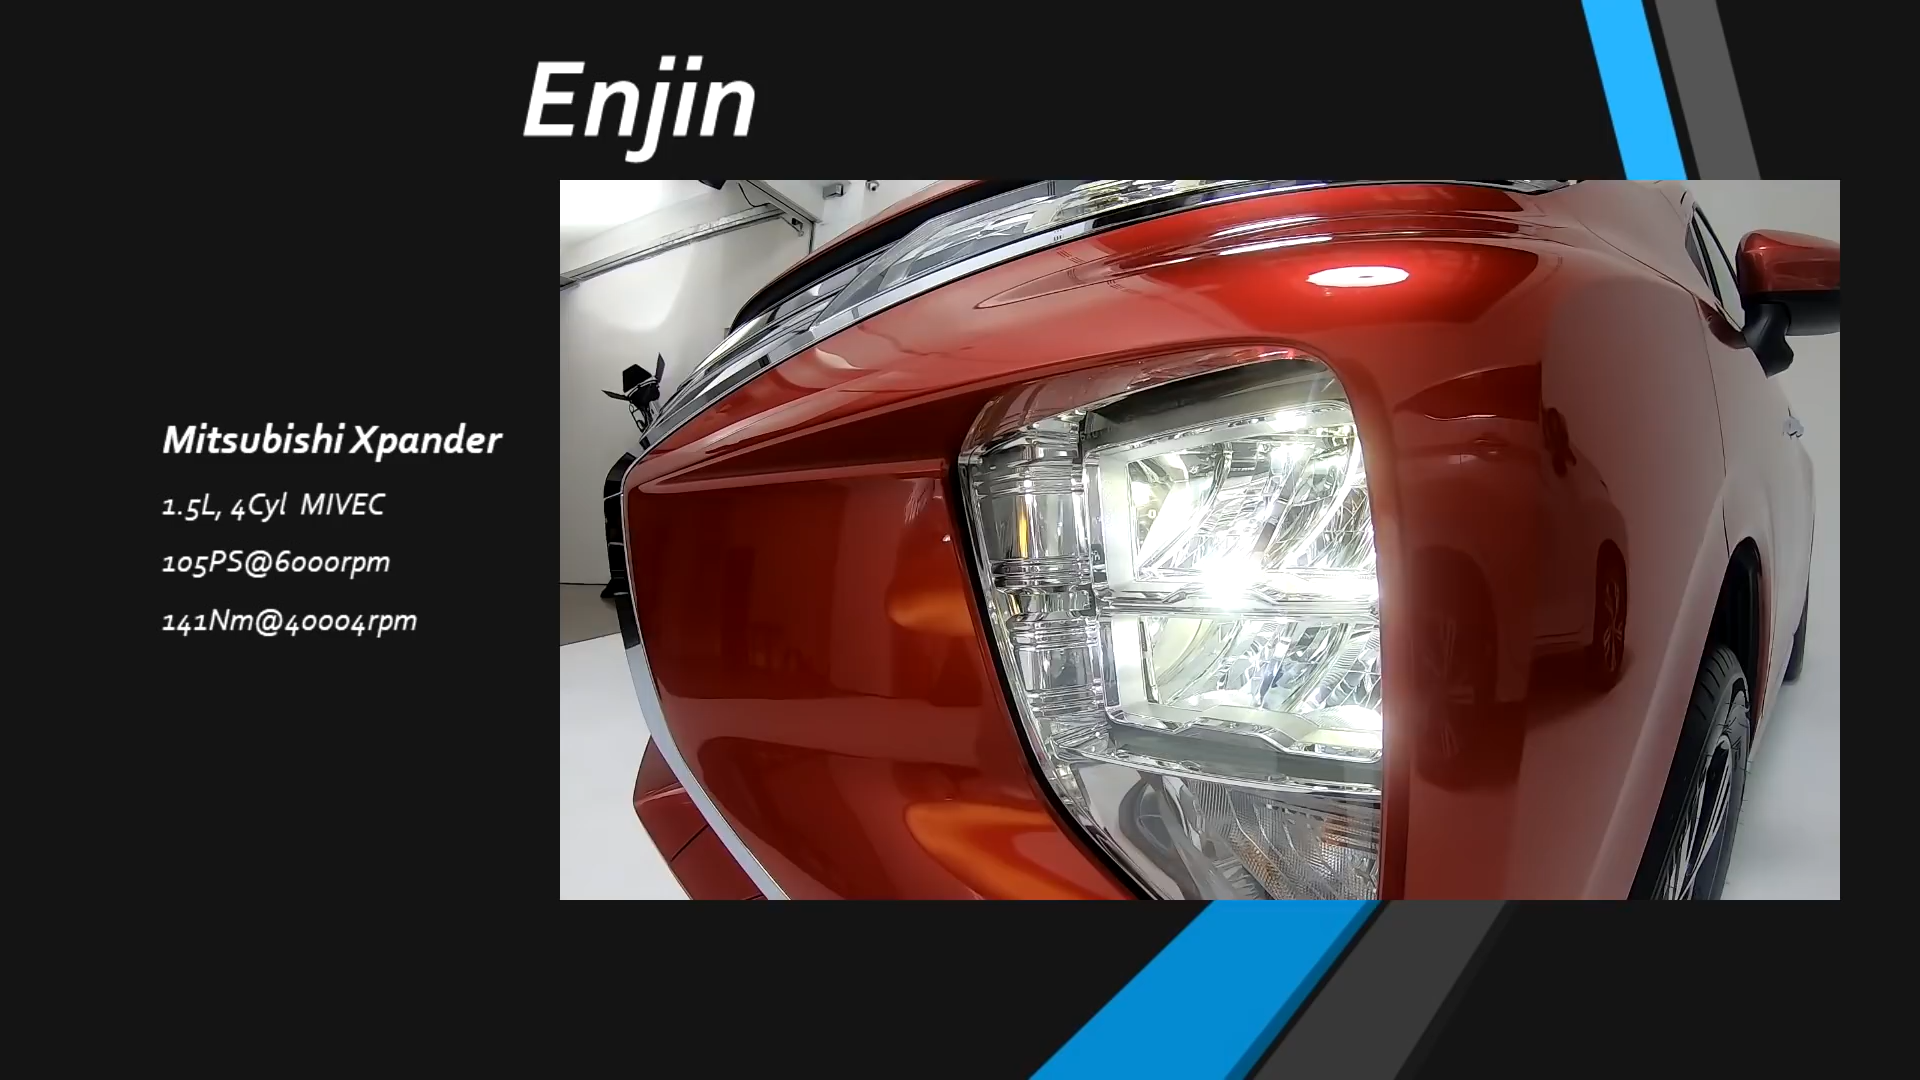 Enjin
Mitsubishi Xpander
1.5L, 4Cyl  MIVEC
105PS@6000rpm
141Nm@40004rpm